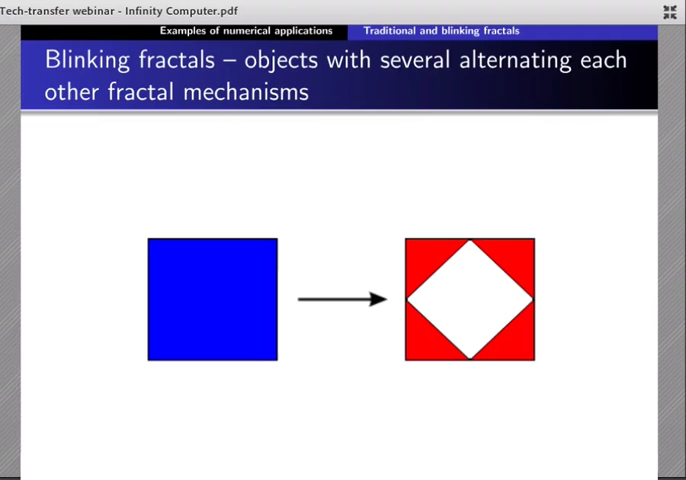 Tech-transfer webinar - Infinity Computer.pdf
Examples of numerical applications Traditional and blinking fractals
Blinking fractals – objects with several alternating each
other fractal mechanisms